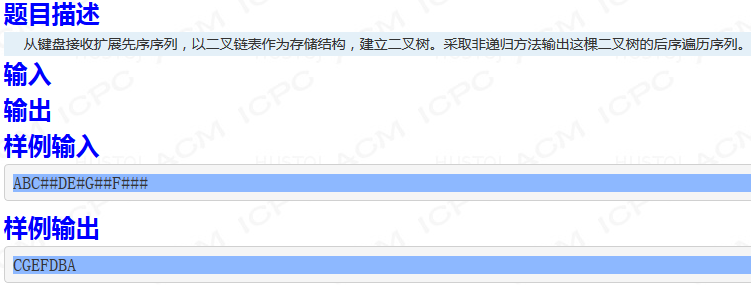 题目描述
从键盘接收扩展先序序列，以二叉链表作为存储结构，建立二叉树。采取非递归方法输出这棵二叉树的后序遍历序列。
输入
输出
样例输入
ABC##DE#G##F###
样例输出
CGEFDBA